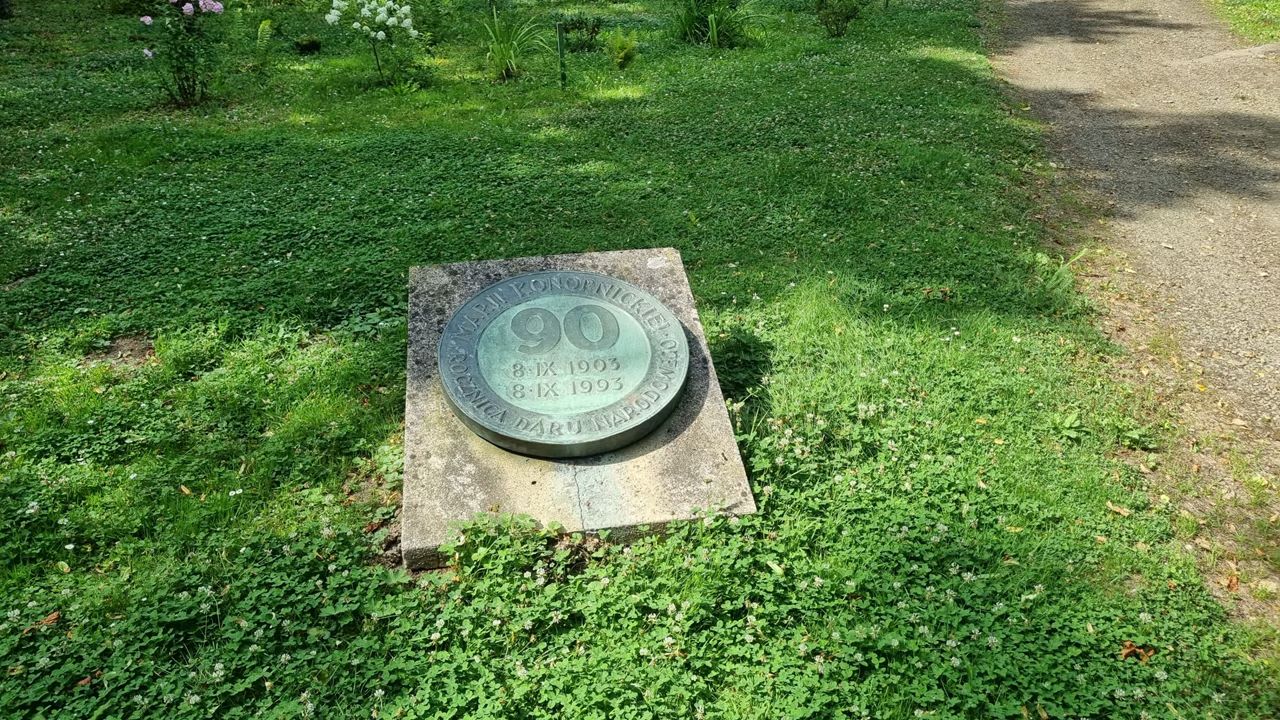 90
8·IX 1903
8·IX 1993
ROCZNICA DARU NARODOWEGO
MARII KONOPNICKIEJ